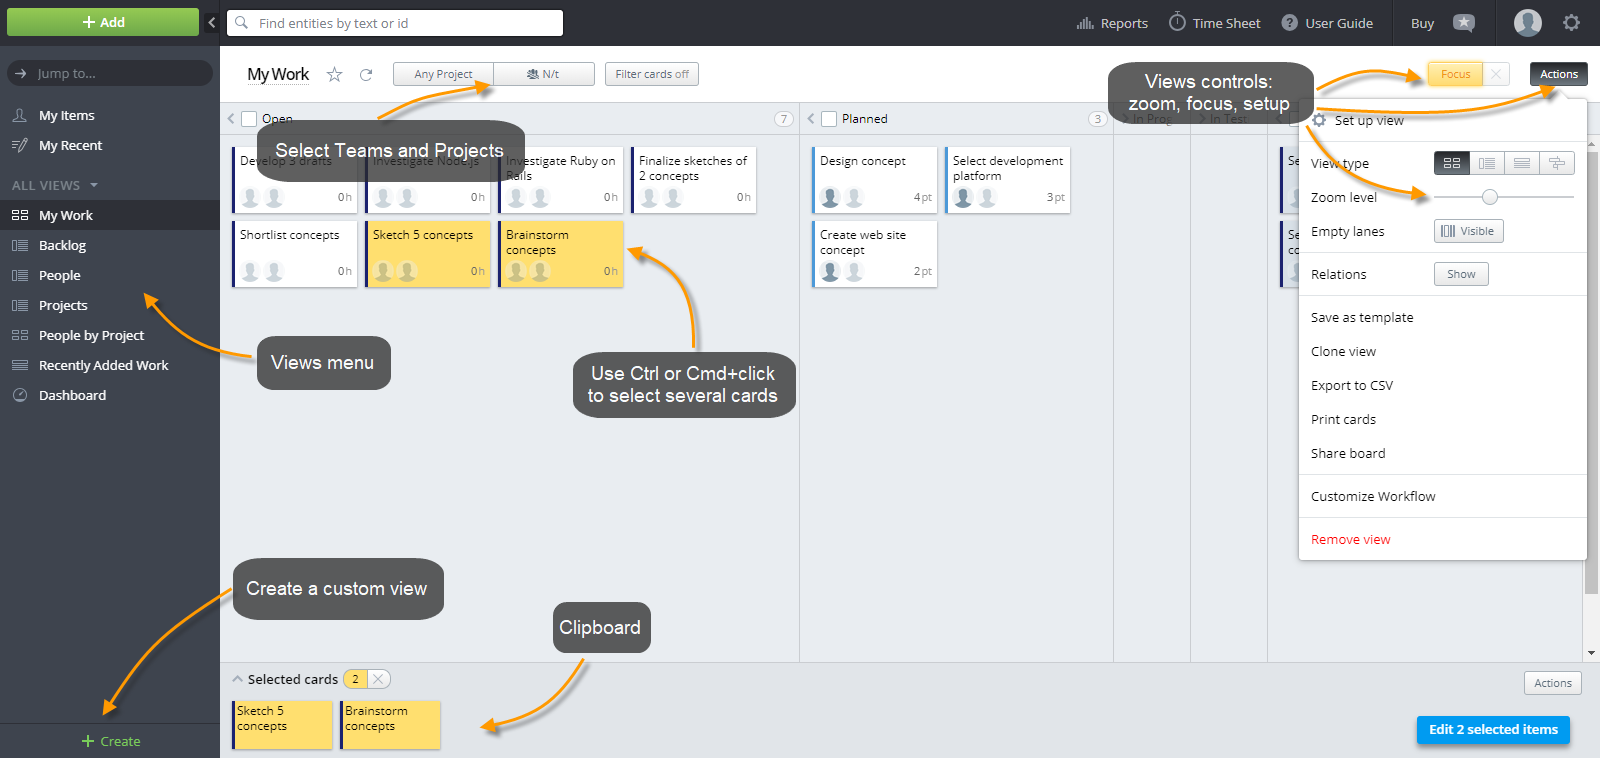 Add
Find entities by text or id
Reports
Time Sheet
User Guide
Buy
Jump to...
My Work
Any Project
N/t
Filter cards off
Views controls:
zoom, focus, setup
Focus
Actions
My Items
My Recent
ALL VIEWS
My Work
Backlog
People
Projects
People by Project
Recently Added Work
Dashboard
Create
Open
7
Select Teams and Projects
Develop 3 drafts
0h
Investigate Node.js
0h
Investigate Ruby on
Rails
0h
Finalize sketches of
2 concepts
0h
Shortlist concepts
0h
Sketch 5 concepts
0h
Brainstorm
concepts
0h
Planned
3
Design concept
4pt
Select development
platform
3pt
Create web site
concept
2pt
In Prog
In Test
Se
Se
co
Set up view
View type
Zoom level
Empty lanes
Visible
Relations
Show
Save as template
Clone view
Export to CSV
Print cards
Share board
Customize Workflow
Remove view
Views menu
Use Ctrl or Cmd+click
to select several cards
Create a custom view
Clipboard
Selected cards
2
Actions
Sketch 5
concepts
Brainstorm
concepts
Edit 2 selected items